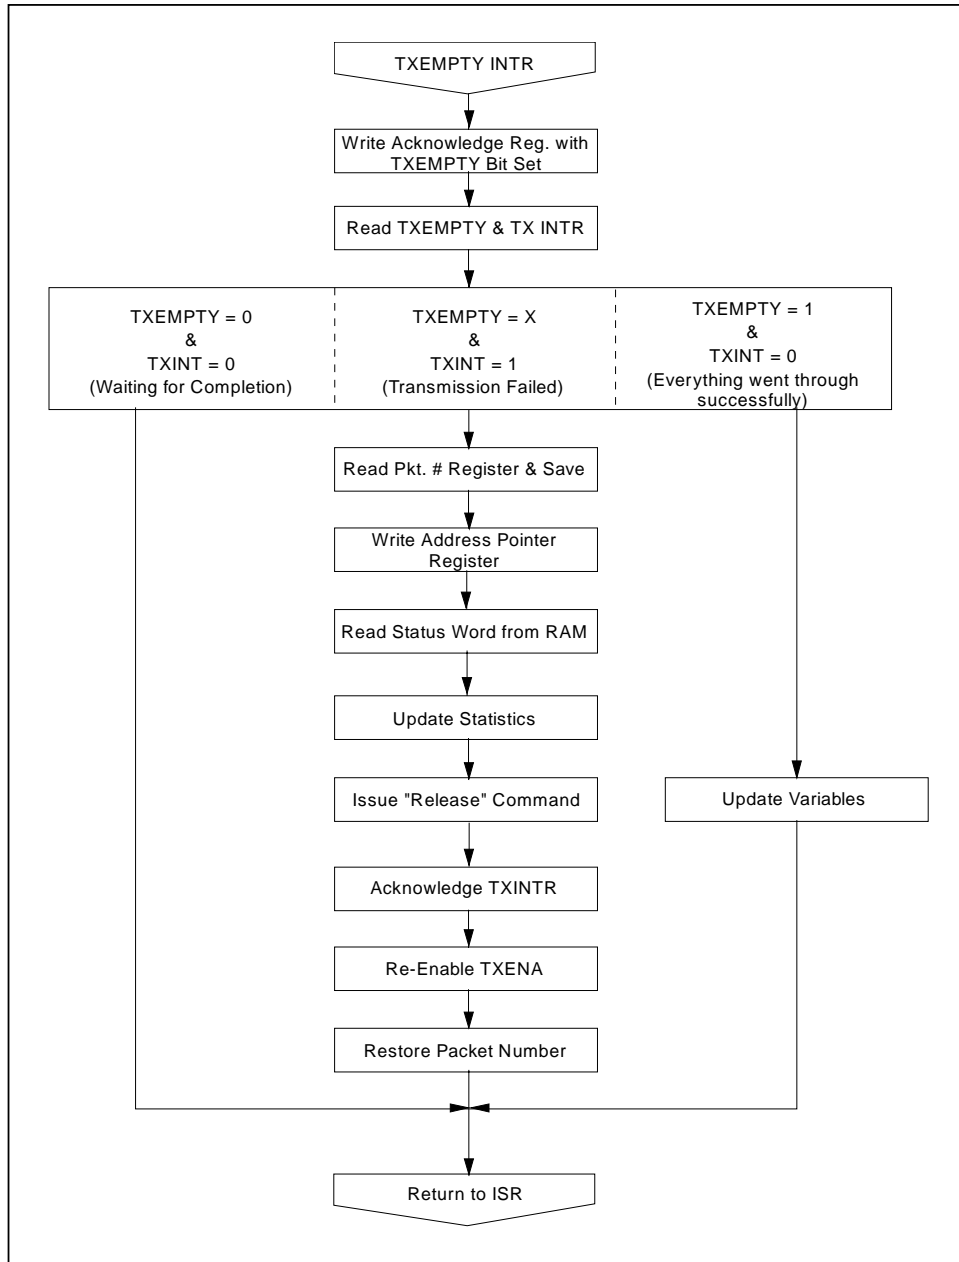 TXEMPTY INTR
Write Acknowledge Reg. with
TXEMPTY Bit Set
Read TXEMPTY & TX INTR
TXEMPTY = 0
&
TXINT = 0
(Waiting for Completion)
TXEMPTY = X
&
TXINT = 1
(Transmission Failed)
TXEMPTY = 1
&
TXINT = 0
(Everything went through
successfully)
Read Pkt. # Register & Save
Write Address Pointer
Register
Read Status Word from RAM
Update Statistics
Issue "Release" Command
Update Variables
Acknowledge TXINTR
Re-Enable TXENA
Restore Packet Number
Return to ISR